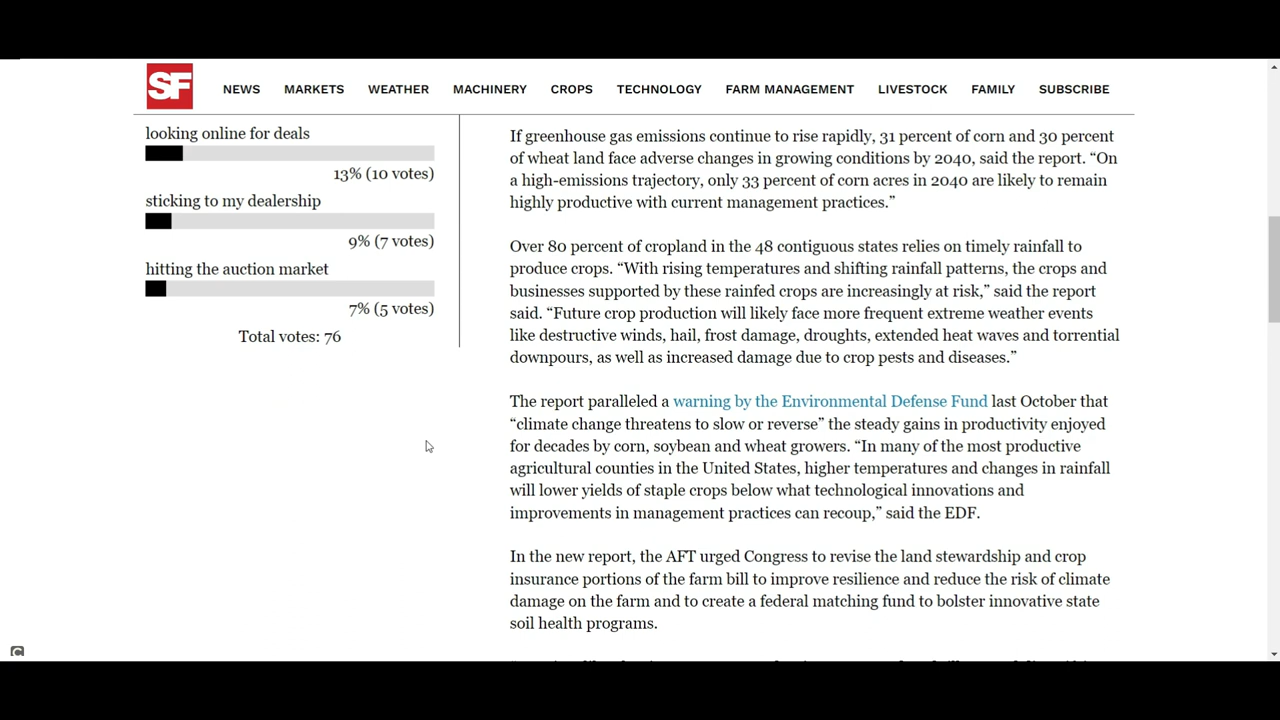 SF
NEWS MARKETS WEATHER MACHINERY CROPS TECHNOLOGY FARM MANAGEMENT LIVESTOCK FAMILY SUBSCRIBE
looking online for deals
13% (10 votes)
sticking to my dealership
9% (7 votes)
hitting the auction market
7% (5 votes)
Total votes: 76
If greenhouse gas emissions continue to rise rapidly, 31 percent of corn and 30 percent
of wheat land face adverse changes in growing conditions by 2040, said the report. “On
a high-emissions trajectory, only 33 percent of corn acres in 2040 are likely to remain
highly productive with current management practices.”
Over 80 percent of cropland in the 48 contiguous states relies on timely rainfall to
produce crops. “With rising temperatures and shifting rainfall patterns, the crops and
businesses supported by these rainfed crops are increasingly at risk,” said the report
said. “Future crop production will likely face more frequent extreme weather events
like destructive winds, hail, frost damage, droughts, extended heat waves and torrential
downpours, as well as increased damage due to crop pests and diseases.”
The report paralleled a warning by the Environmental Defense Fund last October that
“climate change threatens to slow or reverse” the steady gains in productivity enjoyed
for decades by corn, soybean and wheat growers. “In many of the most productive
agricultural counties in the United States, higher temperatures and changes in rainfall
will lower yields of staple crops below what technological innovations and
improvements in management practices can recoup,” said the EDF.
In the new report, the AFT urged Congress to revise the land stewardship and crop
insurance portions of the farm bill to improve resilience and reduce the risk of climate
damage on the farm and to create a federal matching fund to bolster innovative state
soil health programs.